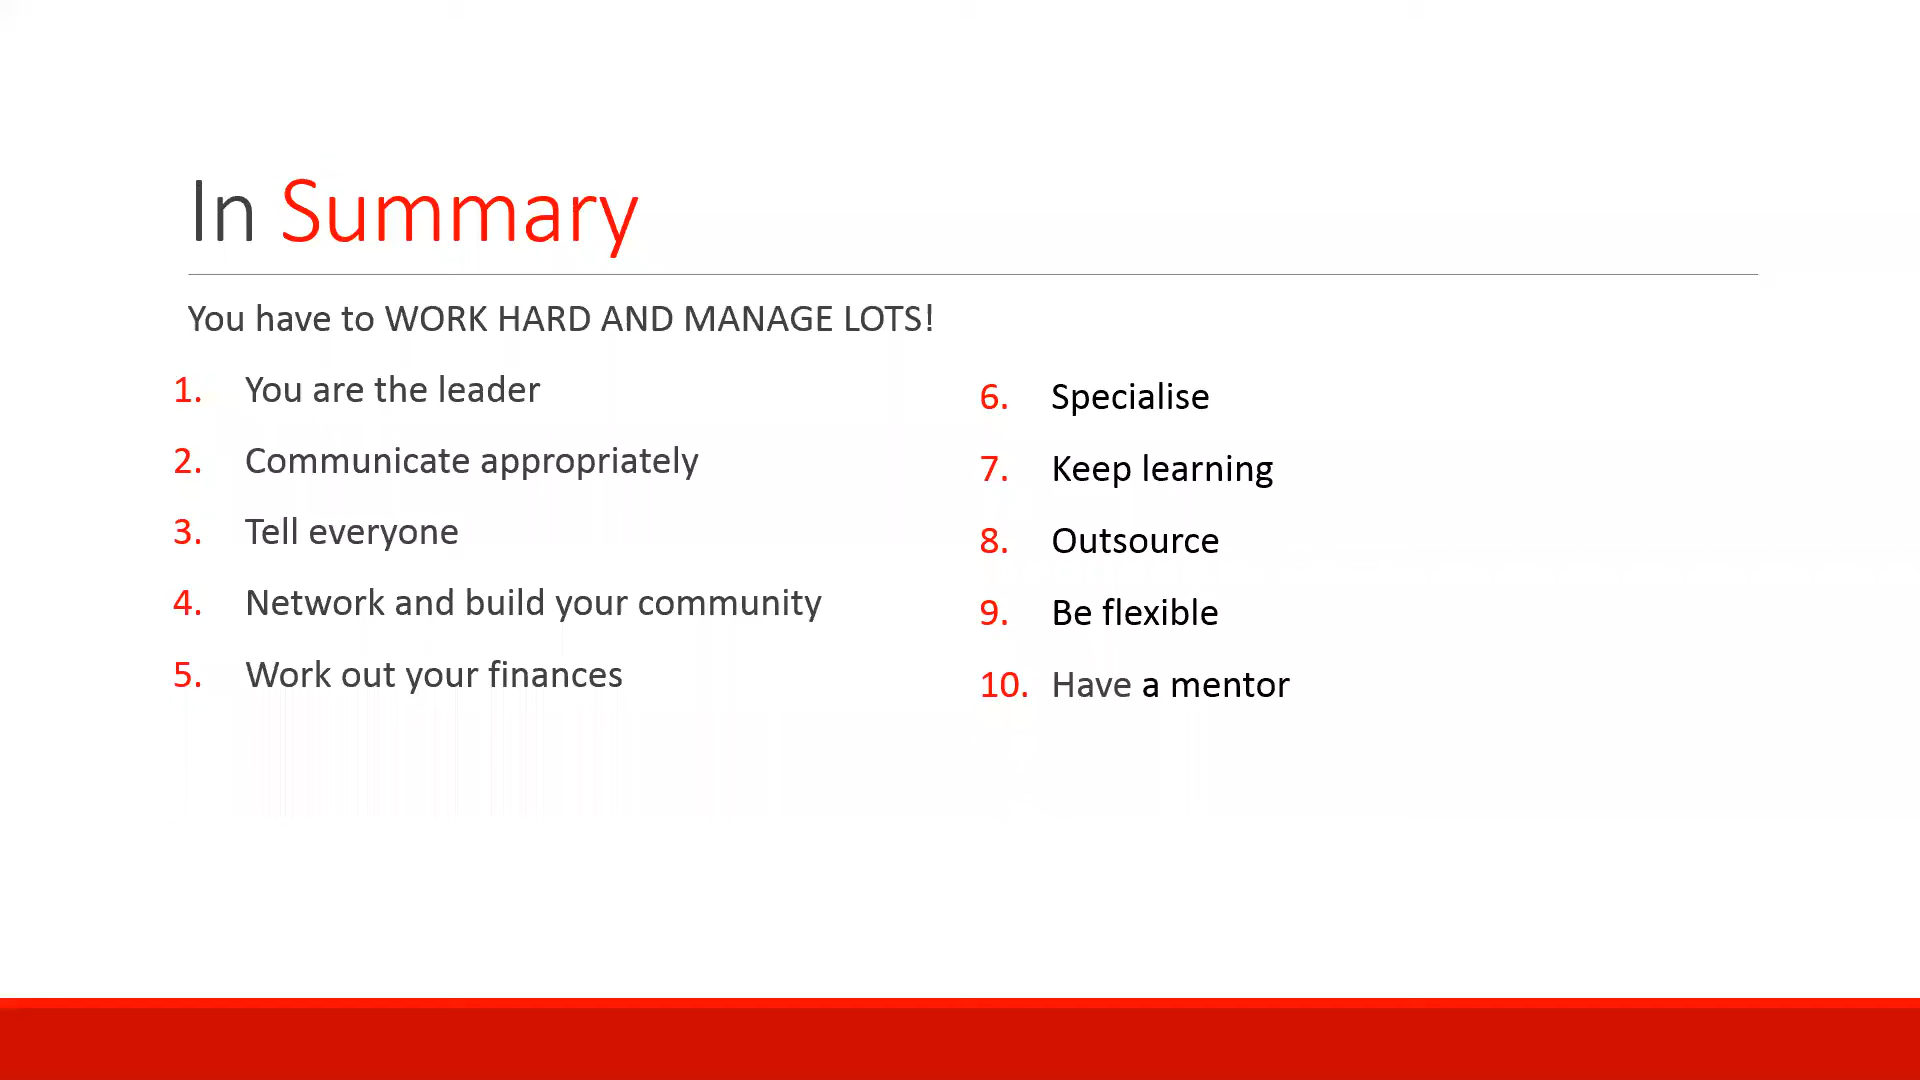 In Summary
You have to WORK HARD AND MANAGE LOTS!
1. You are the leader
2. Communicate appropriately
3. Tell everyone
4. Network and build your community
5. Work out your finances
6. Specialise
7. Keep learning
8. Outsource
9. Be flexible
10. Have a mentor